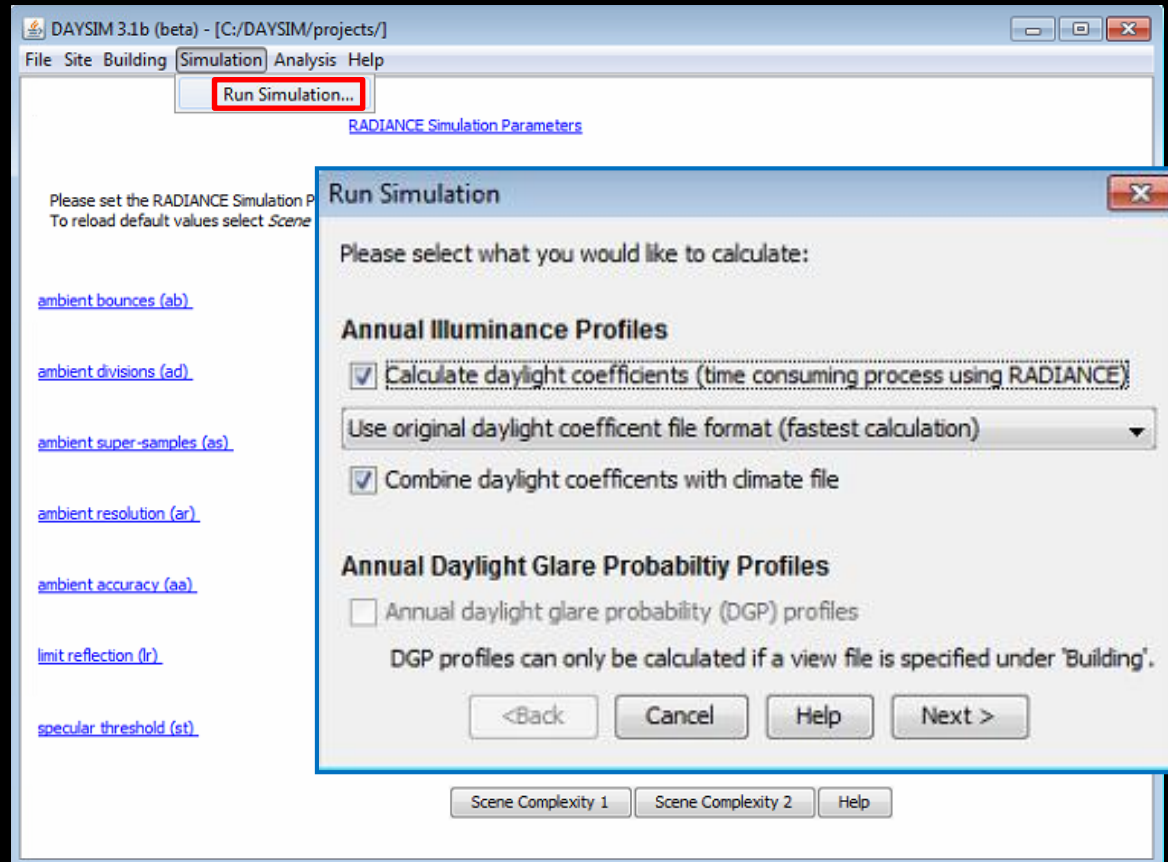 DAYSIM 3.1b (beta) - [C:/DAYSIM/projects/]
File Site Building Simulation Analysis Help
Run Simulation...
RADIANCE Simulation Parameters
Please set the RADIANCE Simulation P
To reload default values select Scene
ambient bounces (ab)
ambient divisions (ad)
ambient super-samples (as)
ambient resolution (ar)
ambient accuracy (aa)
limit reflection (lr)
specular threshold (st)
Run Simulation
Please select what you would like to calculate:
Annual Illuminance Profiles
Calculate daylight coefficients (time consuming process using RADIANCE)
Use original daylight coefficent file format (fastest calculation)
Combine daylight coefficents with climate file
Annual Daylight Glare Probabiltiy Profiles
Annual daylight glare probability (DGP) profiles
DGP profiles can only be calculated if a view file is specified under 'Building'.
<Back Cancel Help Next >
Scene Complexity 1 Scene Complexity 2 Help